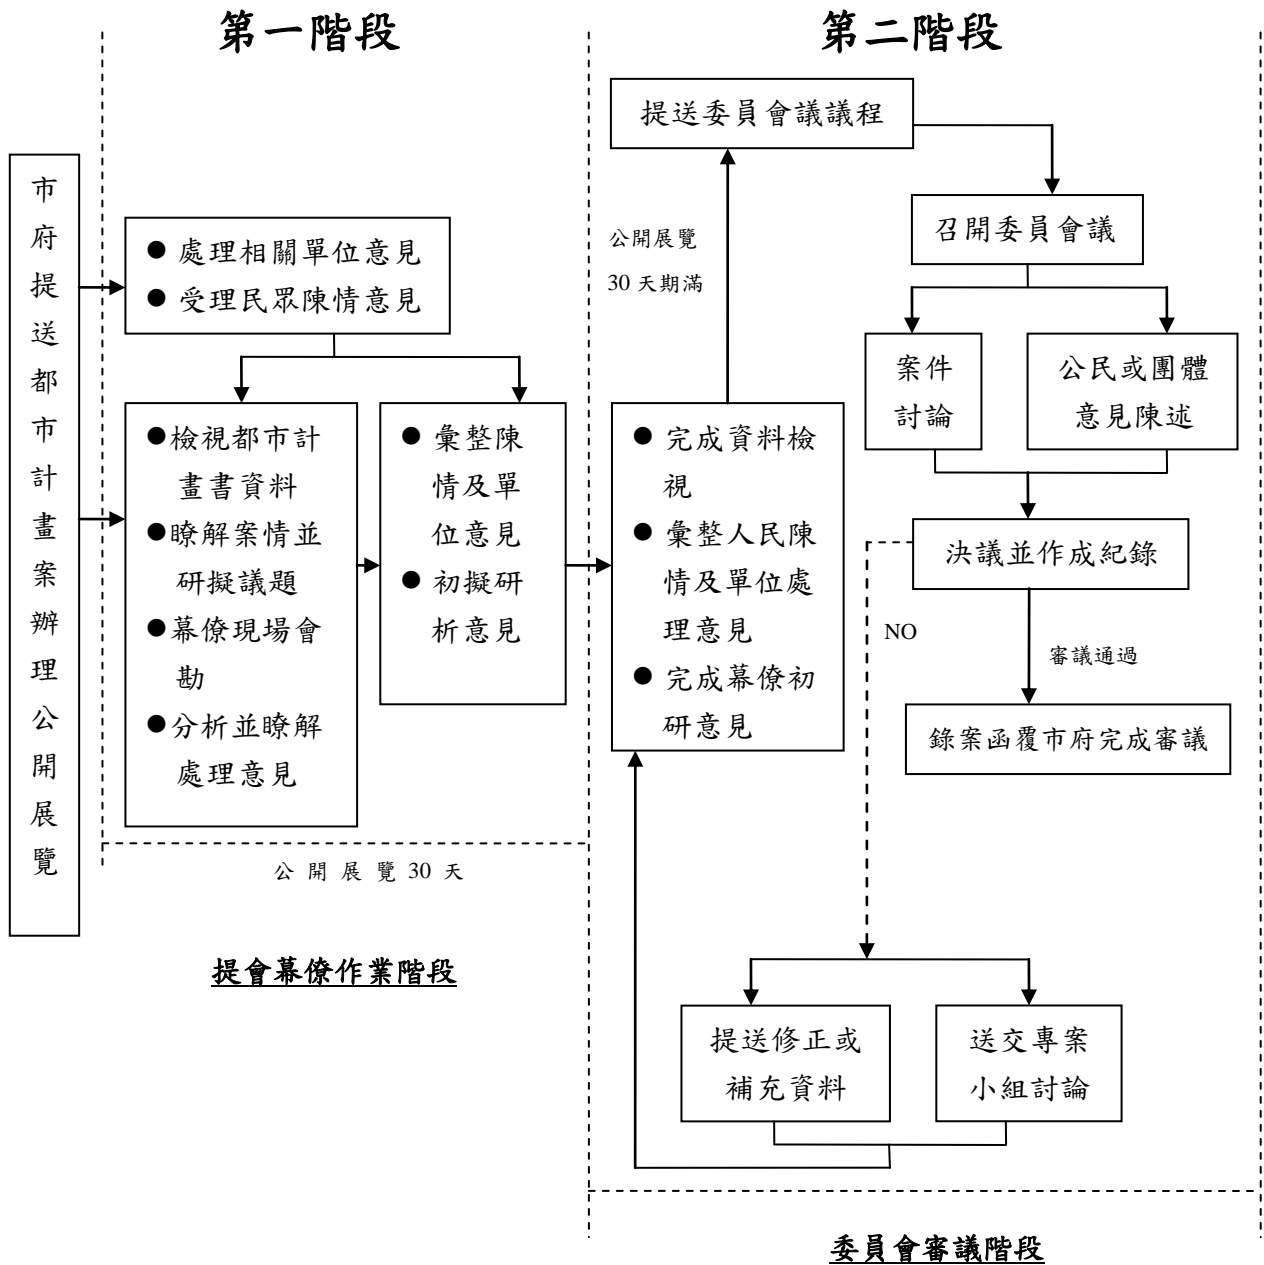 第一階段
第二階段
市府提送都市計畫案辦理公開展覽
●處理相關單位意見
●受理民眾陳情意見
●檢視都市計
畫書資料
●瞭解案情並
研擬議題
●幕僚現場會
勘
●分析並瞭解
處理意見
●彙整陳
情及單
位意見
●初擬研
析意見
公開展覽 30 天
提會幕僚作業階段
提送委員會議議程
公開展覽
30 天期滿
●完成資料檢
視
●彙整人民陳
情及單位處
理意見
●完成幕僚初
研意見
召開委員會議
案件
討論
公民或團體
意見陳述
決議並作成紀錄
NO
審議通過
錄案函覆市府完成審議
提送修正或
補充資料
送交專案
小組討論
委員會審議階段